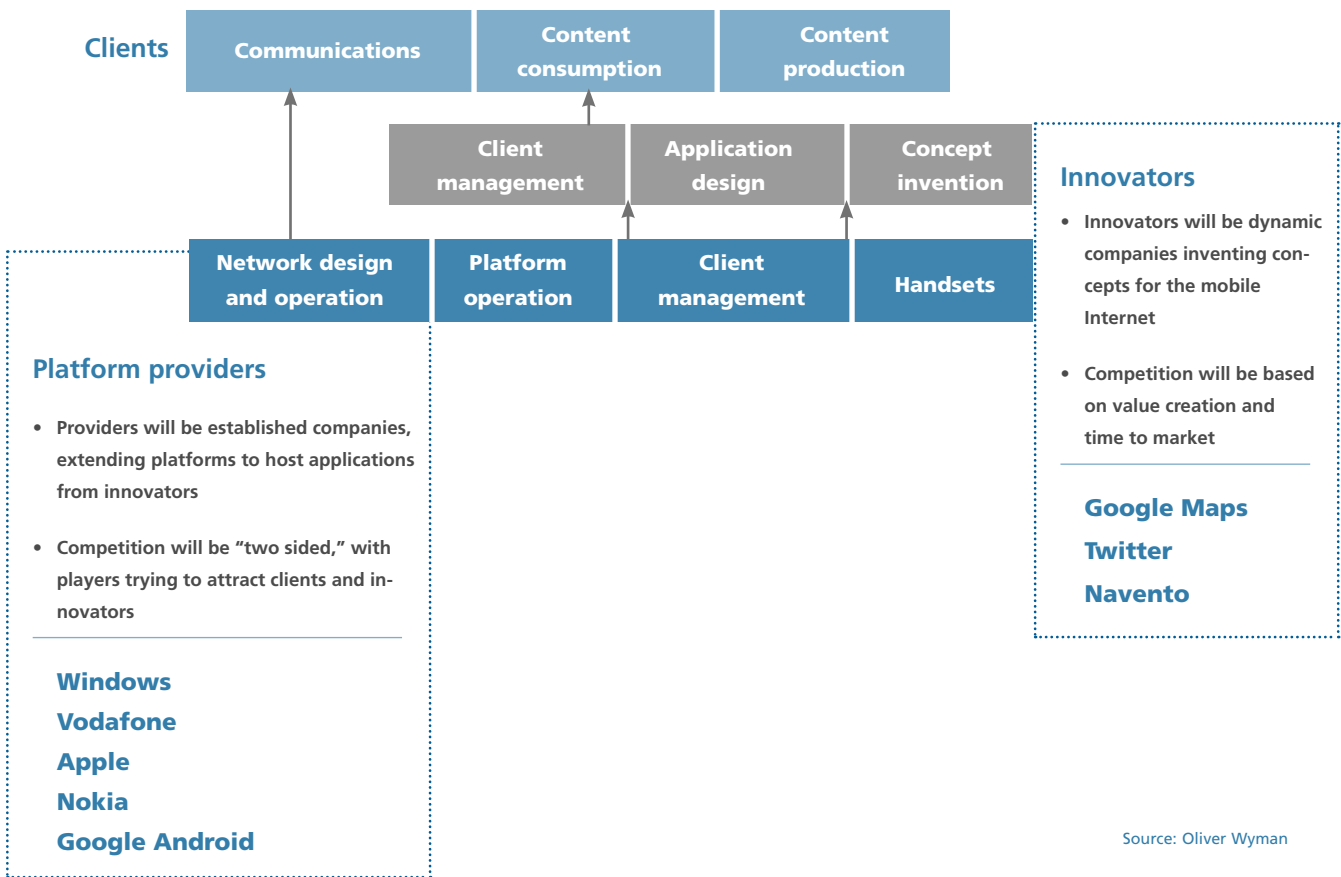 Clients
Communications
Content
consumption
Content
production
Client
management
Application
design
Concept
invention
Network design
and operation
Platform
operation
Client
management
Handsets
Platform providers
• Providers will be established companies,
extending platforms to host applications
from innovators
• Competition will be "two sided," with
players trying to attract clients and in-
novators
Windows
Vodafone
Apple
Nokia
Google Android
Innovators
• Innovators will be dynamic
companies inventing con-
cepts for the mobile
Internet
• Competition will be based
on value creation and
time to market
Google Maps
Twitter
Navento
Source: Oliver Wyman